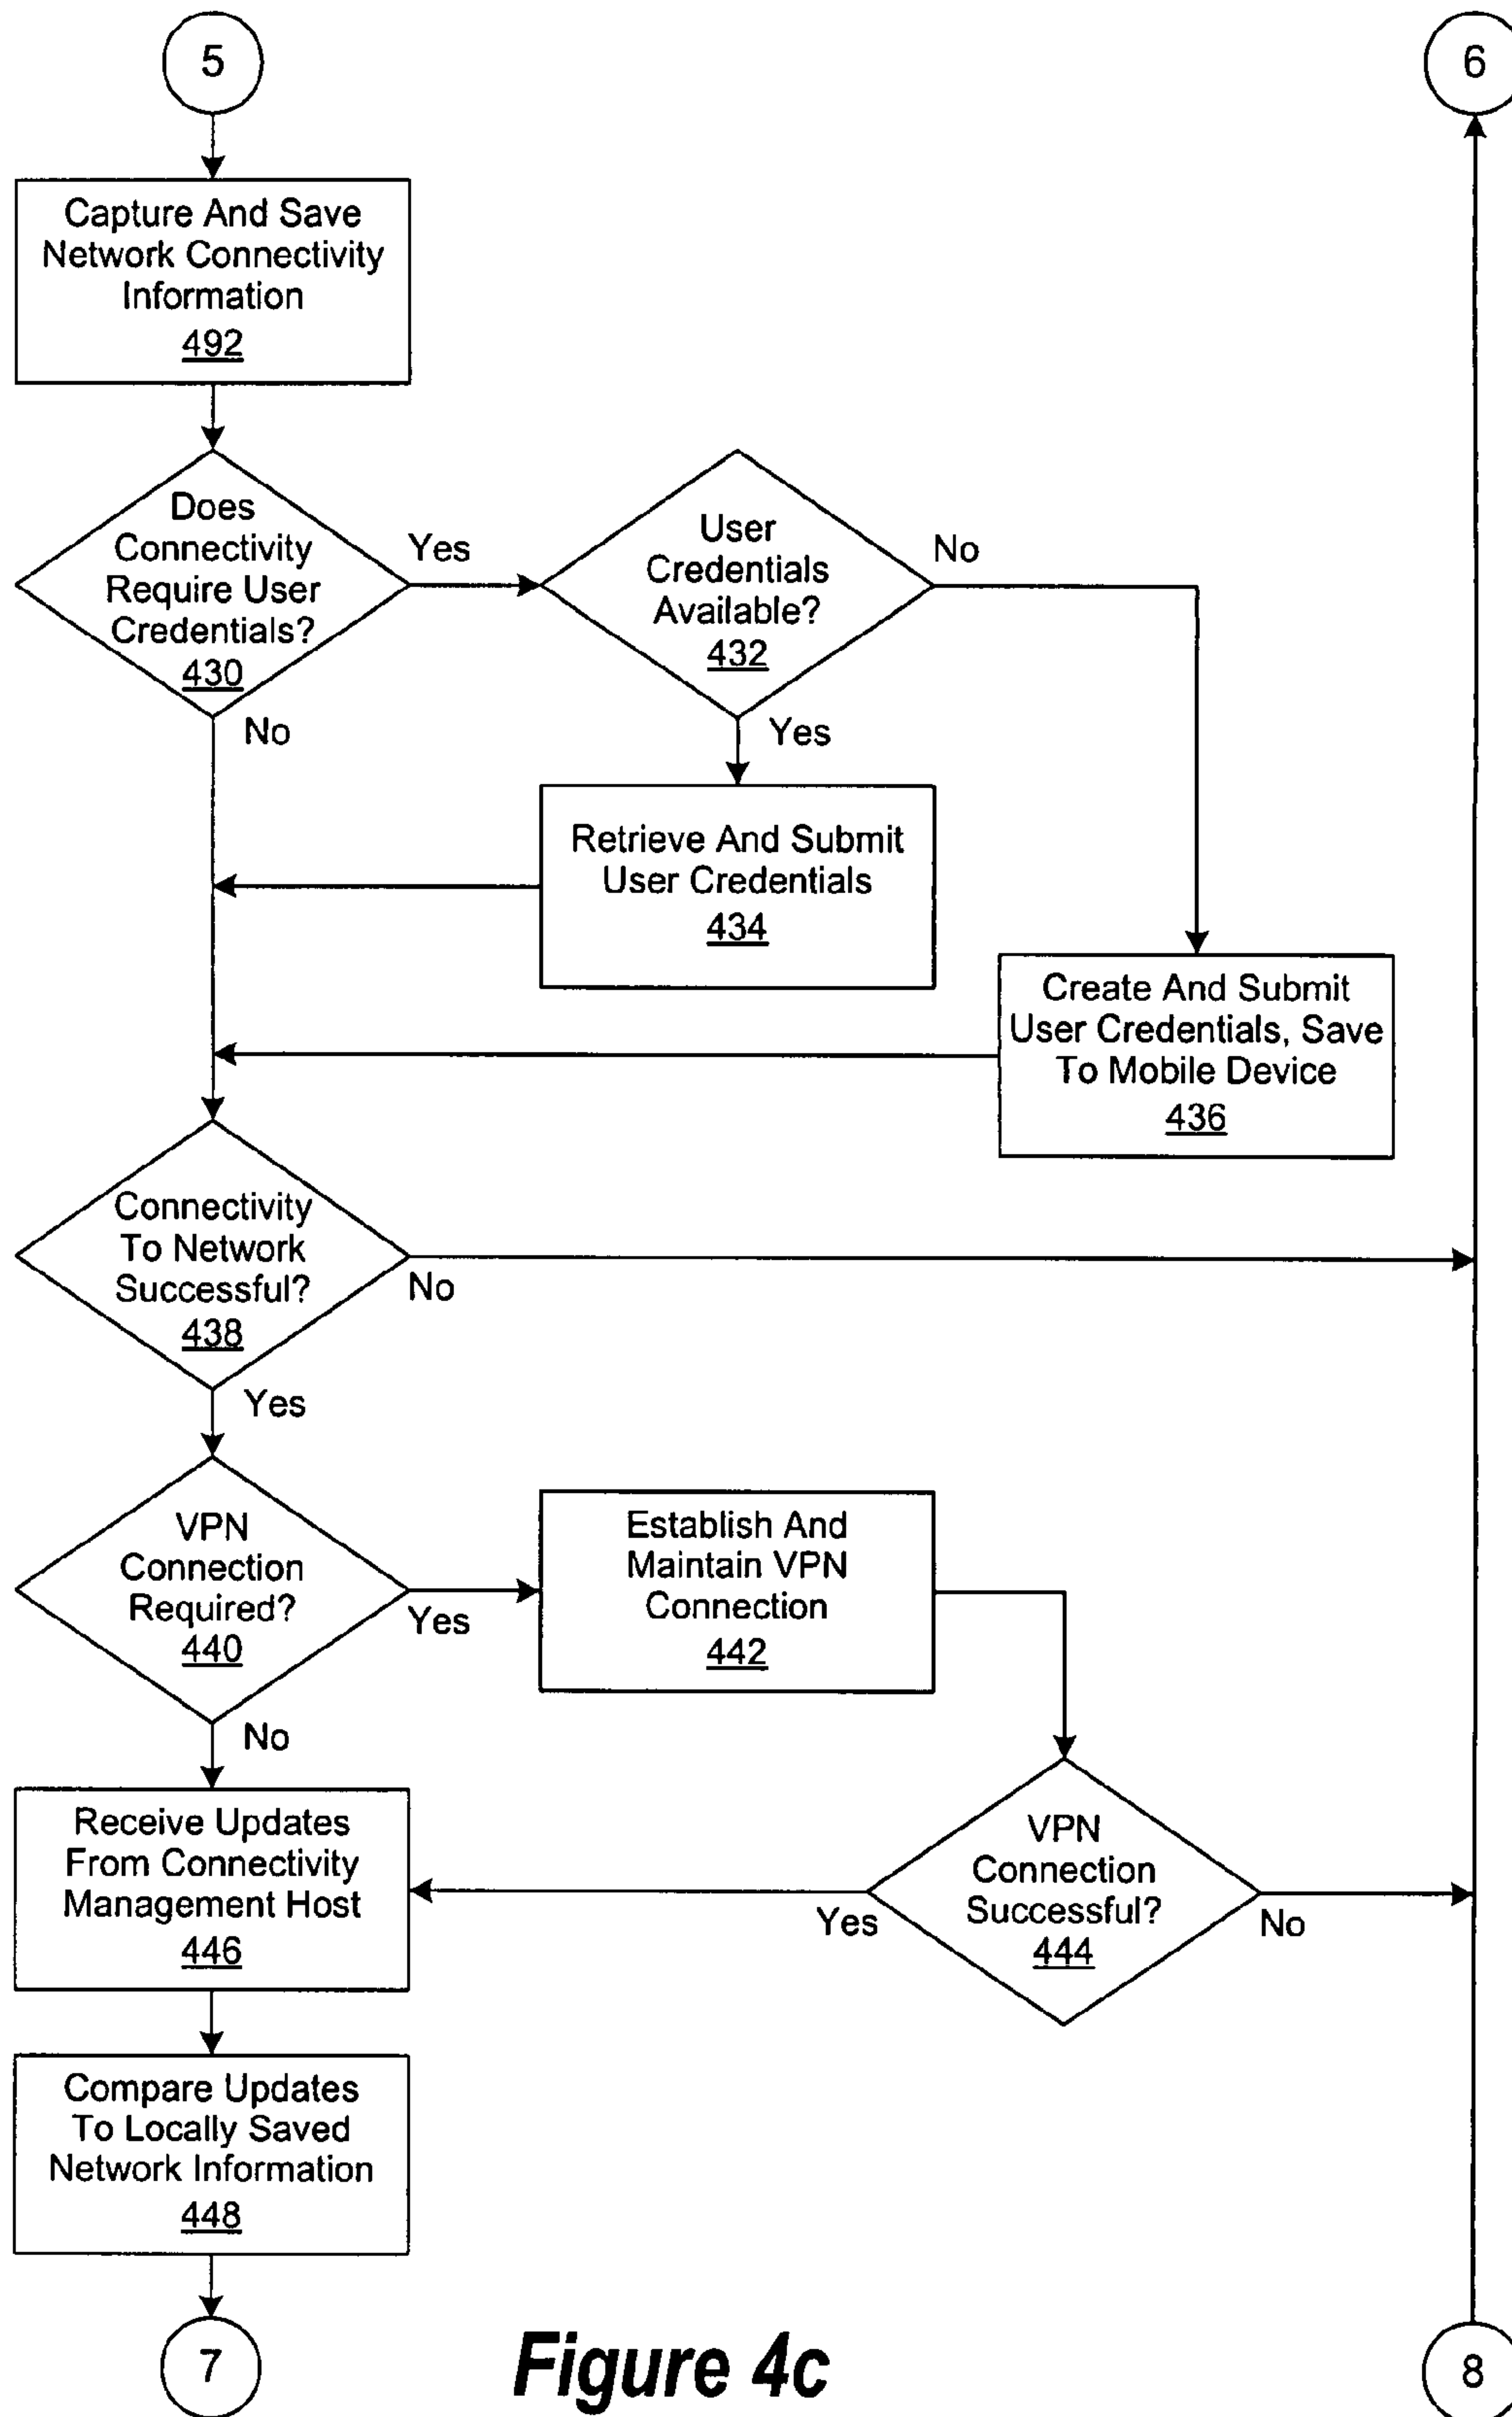 5
6
Capture And Save
Network Connectivity
Information
492
Does
Connectivity
Require User
Credentials?
430
Yes
No
User
Credentials
Available?
432
No
Yes
Retrieve And Submit
User Credentials
434
Create And Submit
User Credentials, Save
To Mobile Device
436
Connectivity
To Network
Successful?
438
No
Yes
VPN
Connection
Required?
440
Yes
No
Establish And
Maintain VPN
Connection
442
VPN
Connection
Successful?
444
Yes
No
Receive Updates
From Connectivity
Management Host
446
Compare Updates
To Locally Saved
Network Information
448
7
Figure 4c
8